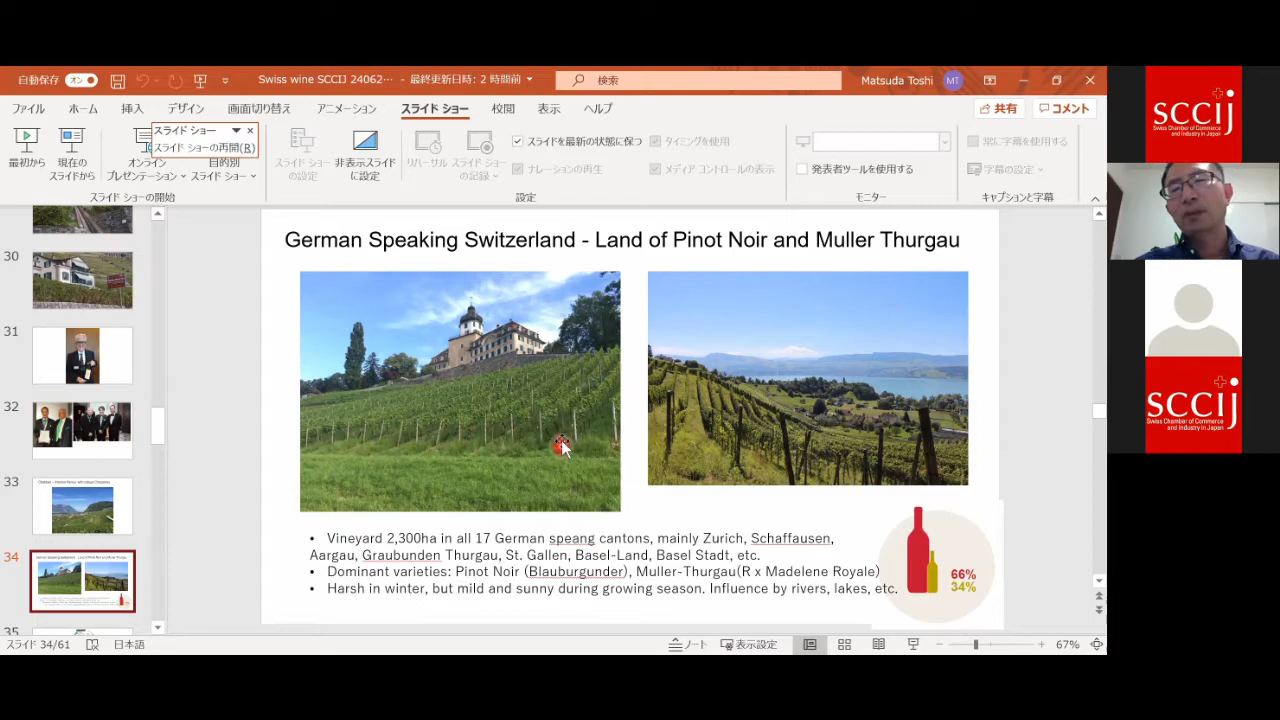 自動保存 オン
Swiss wine SCCIJ 24062… - 最終更新日時: 2 時間前
検索
Matsuda Toshi MT
ファイル ホーム 挿入 デザイン 画面切り替え アニメーション スライド ショー 校閲 表示 ヘルプ
共有 コメント
スライド ショー
スライド ショーの再開(R)
最初から
現在の
スライドから
オンライン
プレゼンテーション
目的別
スライド ショー
スライド ショーの開始
スライド ショー
の設定
非表示スライド
に設定
リハーサル
スライド ショー
の記録
スライドを最新の状態に保つ
ナレーションの再生
タイミングを使用
メディア コントロールの表示
設定
発表者ツールを使用する
モニター
常に字幕を使用する
字幕の設定
キャプションと字幕
30
31
32
33
34
35
German Speaking Switzerland - Land of Pinot Noir and Muller Thurgau
• Vineyard 2,300ha in all 17 German speang cantons, mainly Zurich, Schaffausen,
Aargau, Graubunden Thurgau, St. Gallen, Basel-Land, Basel Stadt, etc.
• Dominant varieties: Pinot Noir (Blauburgunder), Muller-Thurgau(R x Madelene Royale)
• Harsh in winter, but mild and sunny during growing season. Influence by rivers, lakes, etc.
66%
34%
スライド 34/61
日本語
ノート
表示設定
67%
SCCIJ
Swiss Chamber of Commerce
and Industry in Japan
SCCIJ
Swiss Chamber of Commerce
and Industry in Japan